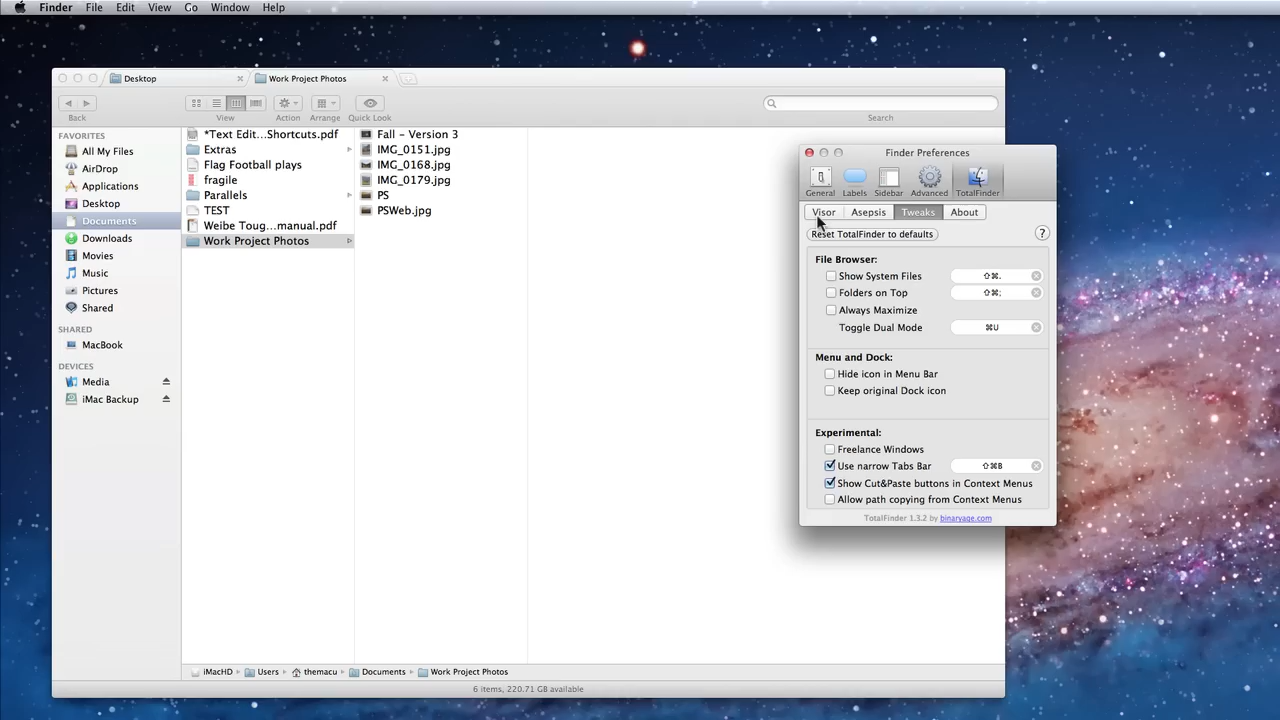 Finder File Edit View Go Window Help
Desktop
Work Project Photos
Back
View
Action
Arrange
Quick Look
Search
FAVORITES
All My Files
AirDrop
Applications
Desktop
Documents
Downloads
Movies
Music
Pictures
Shared
SHARED
MacBook
DEVICES
Media
iMac Backup
*Text Edit...Shortcuts.pdf
Extras
Flag Football plays
fragile
Parallels
TEST
Weibe Toug...manual.pdf
Work Project Photos
Fall - Version 3
IMG_0151.jpg
IMG_0168.jpg
IMG_0179.jpg
PS
PSWeb.jpg
iMacHD Users themacu Documents Work Project Photos
6 items, 220.71 GB available
Finder Preferences
General Labels Sidebar Advanced TotalFinder
Visor Asepsis Tweaks About
Reset TotalFinder to defaults ?
File Browser:
Show System Files ⇧⌘.
Folders on Top ⇧⌘;
Always Maximize
Toggle Dual Mode ⌘U
Menu and Dock:
Hide icon in Menu Bar
Keep original Dock icon
Experimental:
Freelance Windows
Use narrow Tabs Bar ⇧⌘B
Show Cut&Paste buttons in Context Menus
Allow path copying from Context Menus
TotalFinder 1.3.2 by binaryage.com